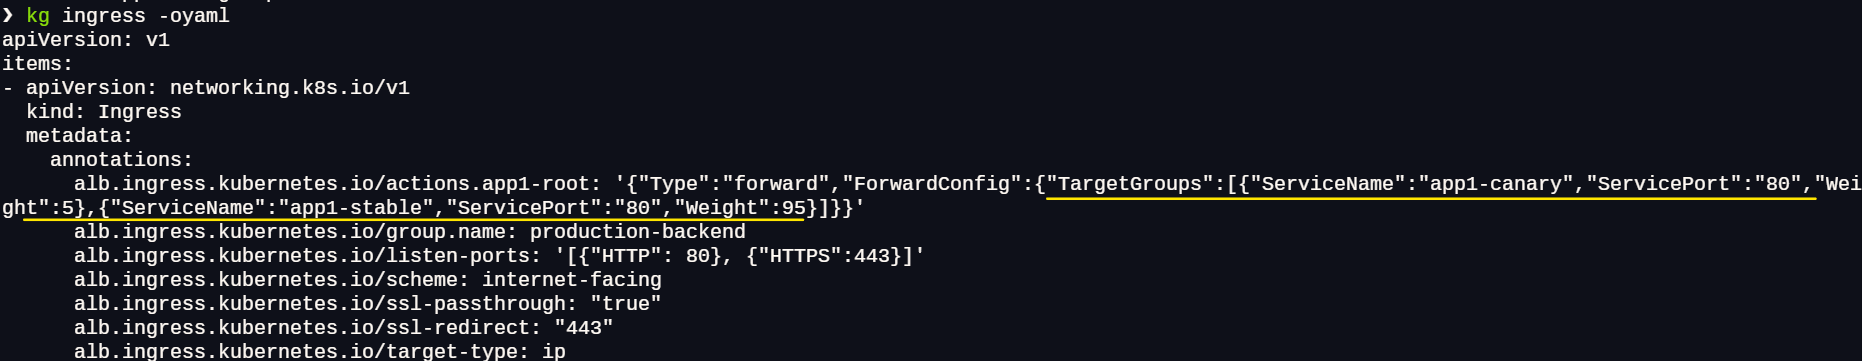 ❯ kg ingress -oyaml
apiVersion: v1
items:
- apiVersion: networking.k8s.io/v1
  kind: Ingress
  metadata:
    annotations:
      alb.ingress.kubernetes.io/actions.app1-root: '{"Type":"forward","ForwardConfig":{"TargetGroups":[{"ServiceName":"app1-canary","ServicePort":"80","Wei
ght":5},{"ServiceName":"app1-stable","ServicePort":"80","Weight":95}]}}'
      alb.ingress.kubernetes.io/group.name: production-backend
      alb.ingress.kubernetes.io/listen-ports: '[{"HTTP": 80}, {"HTTPS":443}]'
      alb.ingress.kubernetes.io/scheme: internet-facing
      alb.ingress.kubernetes.io/ssl-passthrough: "true"
      alb.ingress.kubernetes.io/ssl-redirect: "443"
      alb.ingress.kubernetes.io/target-type: ip